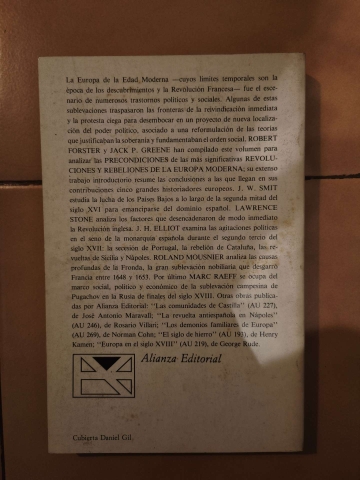 La Europa de la Edad Moderna —cuyos límites temporales son la
época de los descubrimientos y la Revolución Francesa— fue el esce-
nario de numerosos trastornos políticos y sociales. Algunas de estas
sublevaciones traspasaron las fronteras de la reivindicación inmediata
y la protesta ciega para desembocar en un proyecto de nueva localiza-
ción del poder político, asociado a una reformulación de las teorías
que justificaban la soberanía y fundamentaban el orden social. ROBERT
FORSTER y JACK P. GREENE han compilado este volumen para
analizar las PRECONDICIONES de las más significativas REVOLU-
CIONES Y REBELIONES DE LA EUROPA MODERNA; su extenso
trabajo introductorio resume las conclusiones a las que llegan en sus
contribuciones cinco grandes historiadores europeos. J. W. SMIT
estudia la lucha de los Países Bajos a lo largo de la segunda mitad del
siglo XVI para emanciparse del dominio español. LAWRENCE
STONE analiza los factores que desencadenaron de modo inmediato
la Revolución inglesa. J. H. ELLIOT examina las agitaciones políticas
en el seno de la monarquía española durante el segundo tercio del
siglo XVII: la secesión de Portugal, la rebelión de Cataluña, las re-
vueltas de Sicilia y Nápoles. ROLAND MOUSNIER analiza las causas
profundas de la Fronda, la gran sublevación nobiliaria que desgarró
Francia entre 1648 y 1653. Por último MARC RAEFF se ocupa del
marco social, político y económico de la sublevación campesina de
Pugachov en la Rusia de finales del siglo XVIII. Otras obras publica-
das por Alianza Editorial: "Las comunidades de Castilla" (AU 227),
de José Antonio Maravall; "La revuelta antiespañola en Nápoles"
(AU 246), de Rosario Villari; "Los demonios familiares de Europa"
(AU 269), de Norman Cohn; "El siglo de hierro" (AU 193), de Henry
Kamen; "Europa en el siglo XVIII" (AU 219), de George Rudé.
Alianza Editorial
Cubierta Daniel Gil.